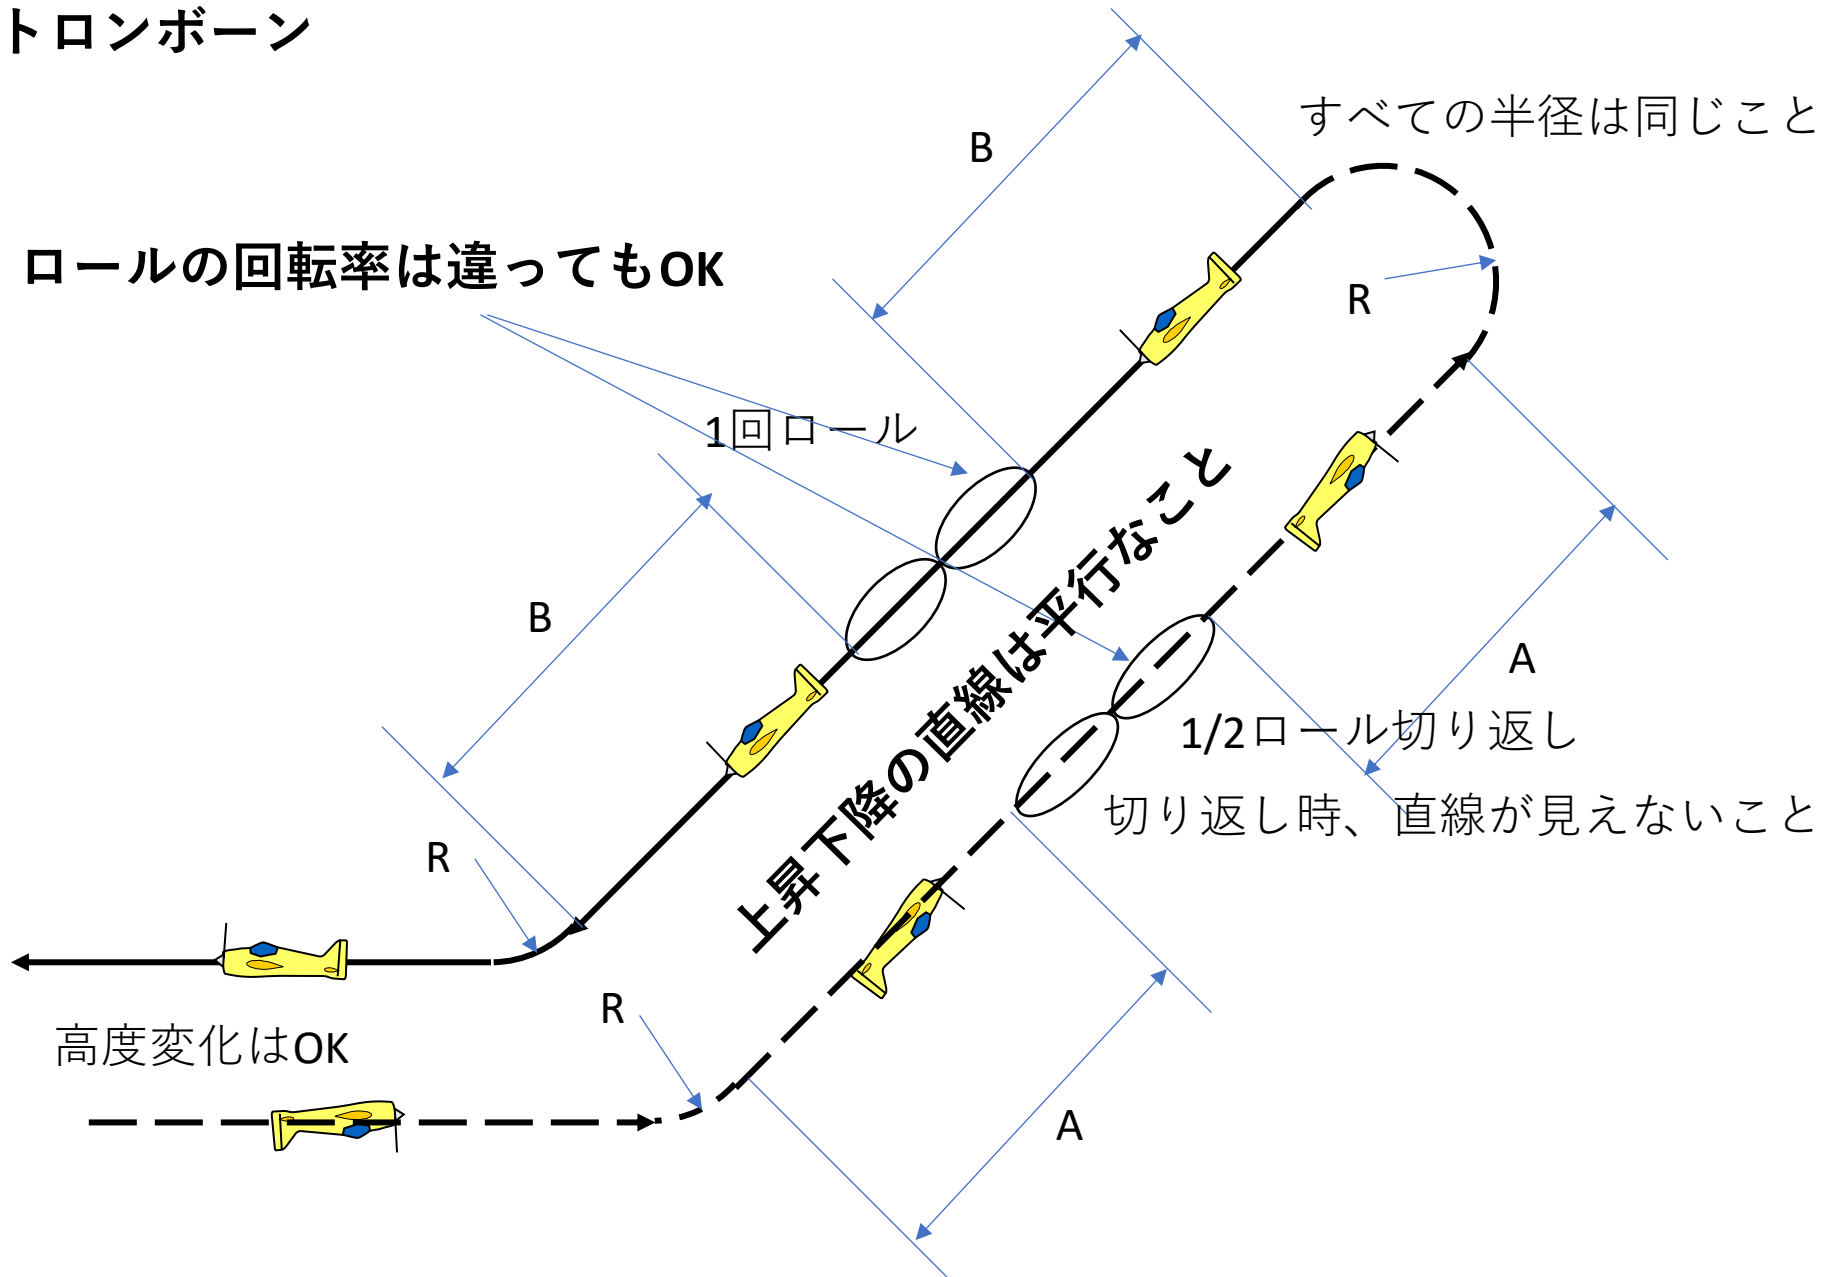 トロンボーン
B
すべての半径は同じこと
ロールの回転率は違ってもOK
R
1回ロール
上昇下降の直線は平行なこと
B
A
1/2ロール切り返し
切り返し時、直線が見えないこと
R
R
高度変化はOK
A